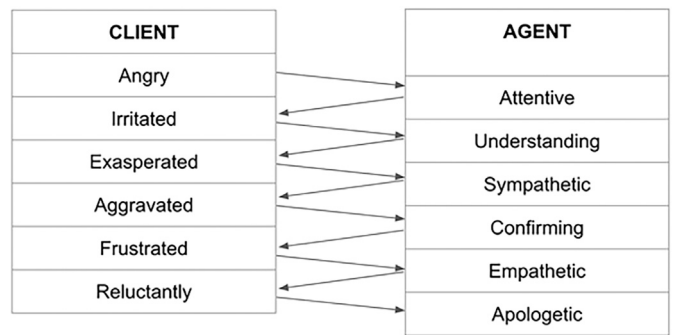 CLIENT
Angry
Irritated
Exasperated
Aggravated
Frustrated
Reluctantly
AGENT
Attentive
Understanding
Sympathetic
Confirming
Empathetic
Apologetic